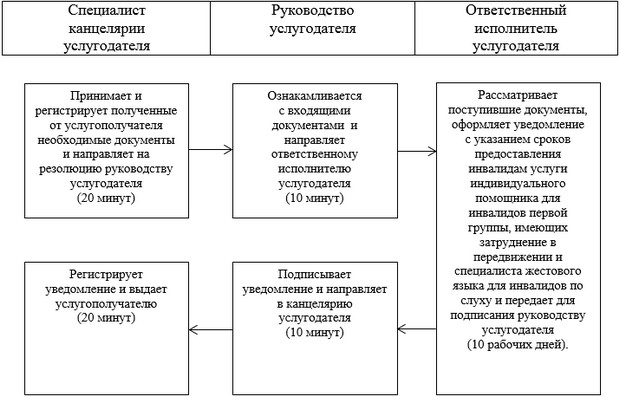 Специалист
канцелярии
услугодателя
Руководство
услугодателя
Ответственный
исполнитель
услугодателя
Принимает и
регистрирует полученные
от услугополучателя
необходимые документы
и направляет на
резолюцию руководству
услугодателя
(20 минут)
Ознакамливается
с входящими
документами и
направляет
ответственному
исполнителю
услугодателя
(10 минут)
Рассматривает
поступившие документы,
оформляет уведомление
с указанием сроков
предоставления
инвалидам услуги
индивидуального
помощника для
инвалидов первой
группы, имеющих
затруднение в
передвижении и
специалиста жестового
языка для инвалидов по
слуху и передает для
подписания руководству
услугодателя
(10 рабочих дней).
Подписывает
уведомление и направляет
в канцелярию
услугодателя
(10 минут)
Регистрирует
уведомление и выдает
услугополучателю
(20 минут)